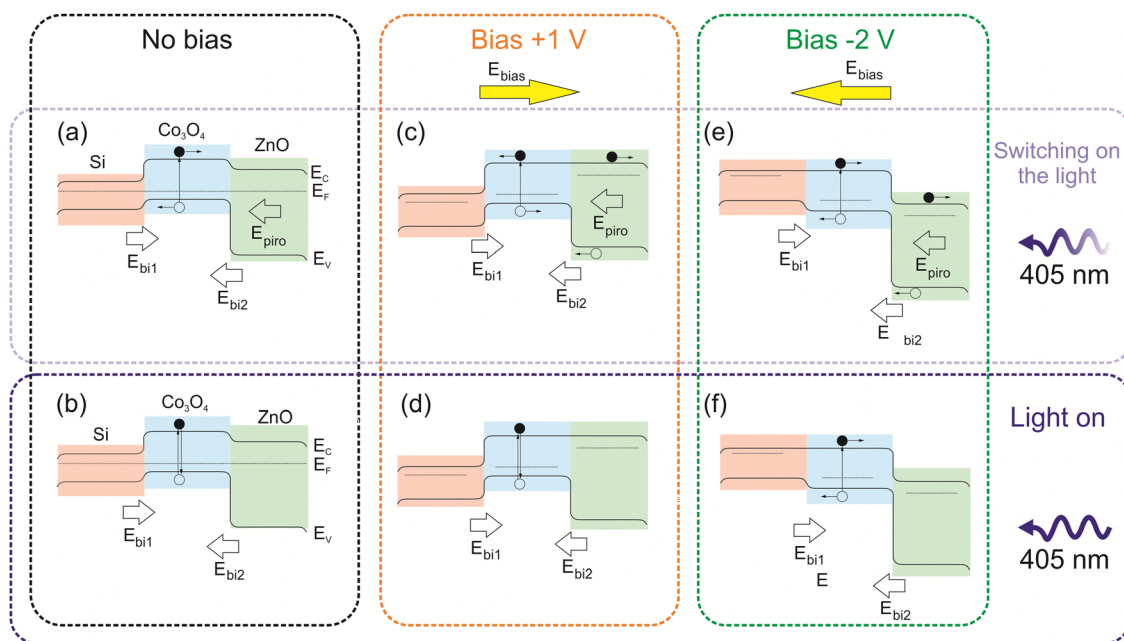 No bias
Bias +1 V
Bias -2 V
E bias
E bias
(a)
Co₃O₄
Si
ZnO
E_C
E_F
E_piro
E_V
E_bi1
E_bi2
(c)
E_piro
E_bi1
E_bi2
(e)
E_piro
E_bi1
E bi2
Switching on
the light
405 nm
(b)
Co₃O₄
Si
ZnO
E_C
E_F
E_V
E_bi1
E_bi2
(d)
E_bi1
E_bi2
(f)
E_bi1
E
E_bi2
Light on
405 nm